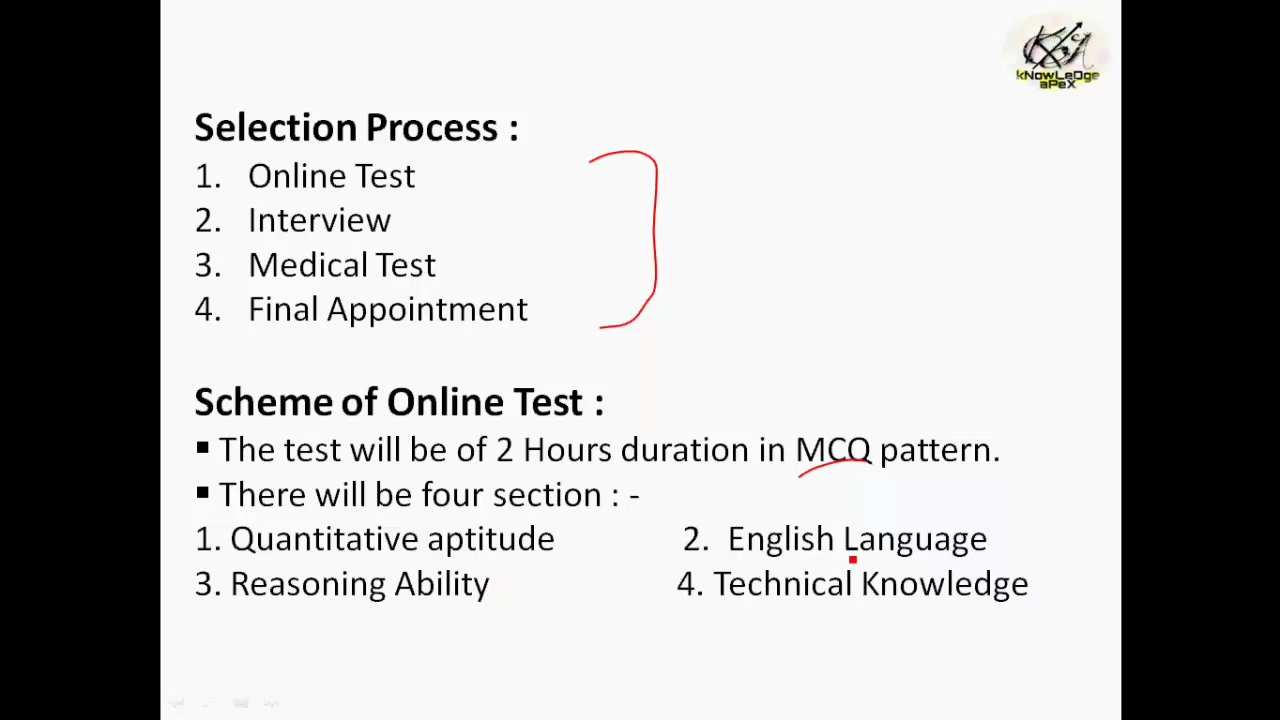 kNowLeDge
aPeX
Selection Process :
1. Online Test
2. Interview
3. Medical Test
4. Final Appointment
Scheme of Online Test :
▪ The test will be of 2 Hours duration in MCQ pattern.
▪ There will be four section : -
1. Quantitative aptitude 2. English Language
3. Reasoning Ability 4. Technical Knowledge